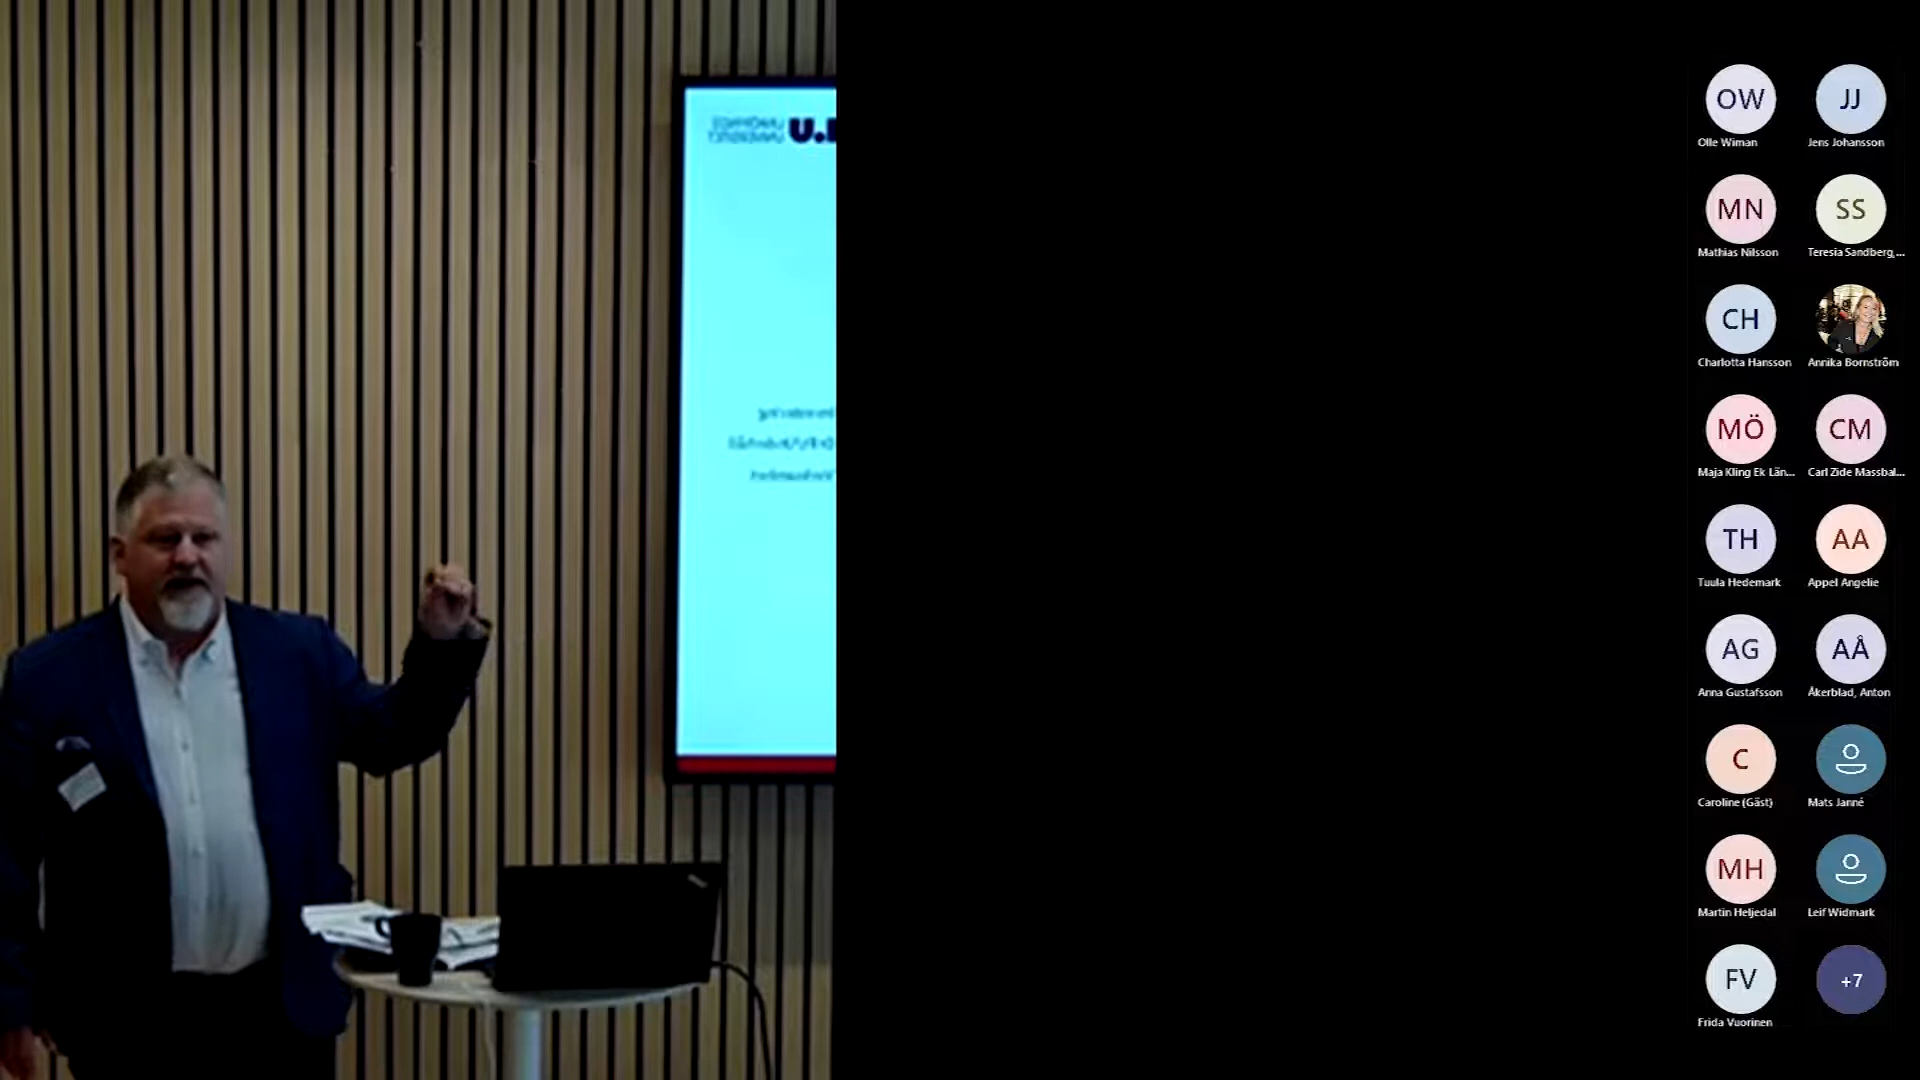 OW
JJ
Olle Wiman
Jens Johansson
MN
SS
Mathias Nilsson
Teresia Sandberg,...
CH
Charlotta Hansson
Annika Bornström
MÖ
CM
Maja Kling Ek Län...
Carl Zide Massbal...
TH
AA
Tuula Hedemark
Appel Angelie
AG
AÅ
Anna Gustafsson
Åkerblad, Anton
C
Caroline (Gäst)
Mats Janné
MH
Martin Heljedal
Leif Widmark
FV
+7
Frida Vuorinen